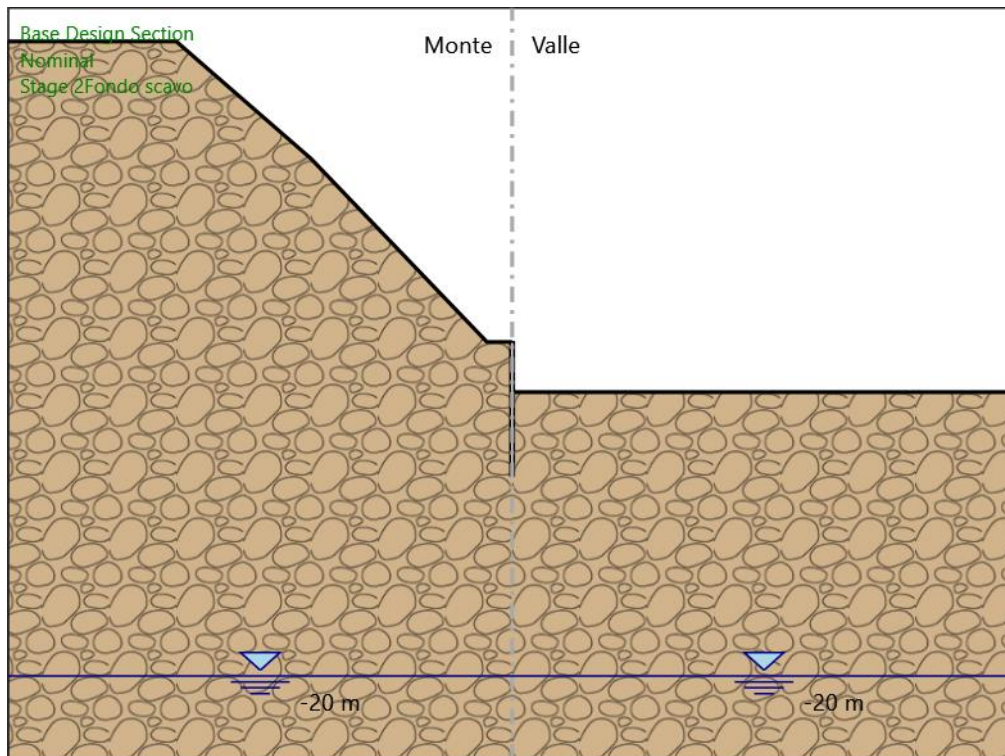 Base Design Section
Nominal
Stage 2Fondo scavo
Monte
Valle
-20 m
-20 m